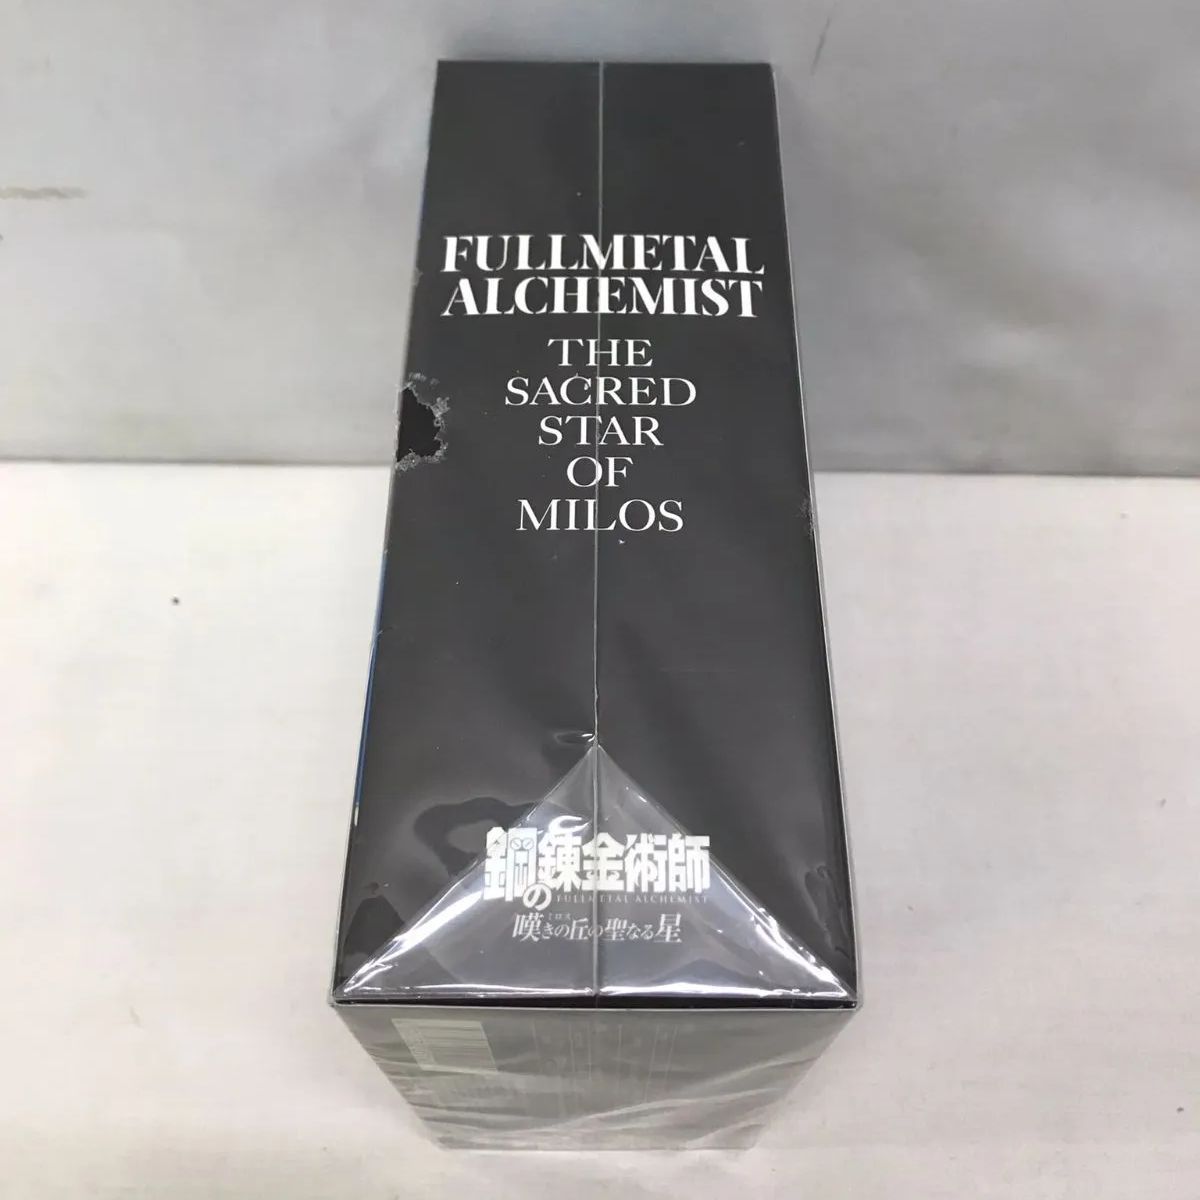 FULLMETAL
ALCHEMIST
THE
SACRED
STAR
OF
MILOS
鋼の錬金術師
FULLMETAL ALCHEMIST
嘆きの丘の聖なる星
ミロス